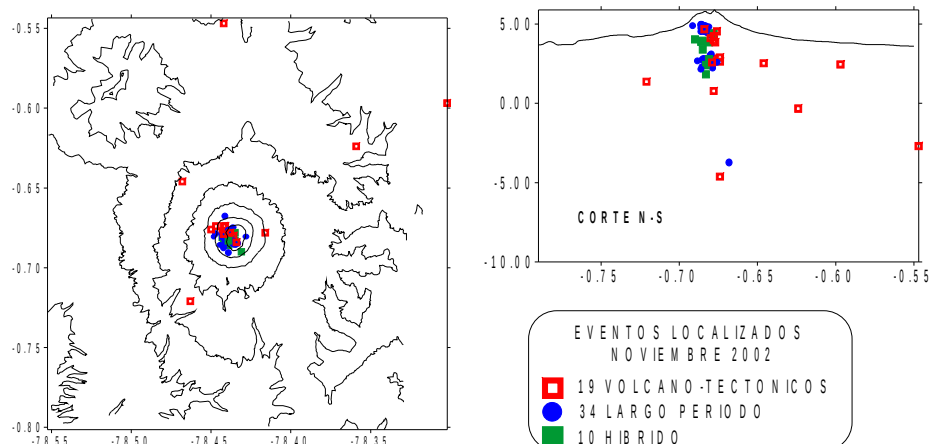 -0.55
-0.60
-0.65
-0.70
-0.75
-0.80
-78.55 -78.50 -78.45 -78.40 -78.35
5.00
0.00
-5.00
-10.00
CORTE N-S
-0.75 -0.70 -0.65 -0.60 -0.55
EVENTOS LOCALIZADOS
NOVIEMBRE 2002
19 VOLCANO-TECTONICOS
34 LARGO PERIODO
10 HIBRIDO